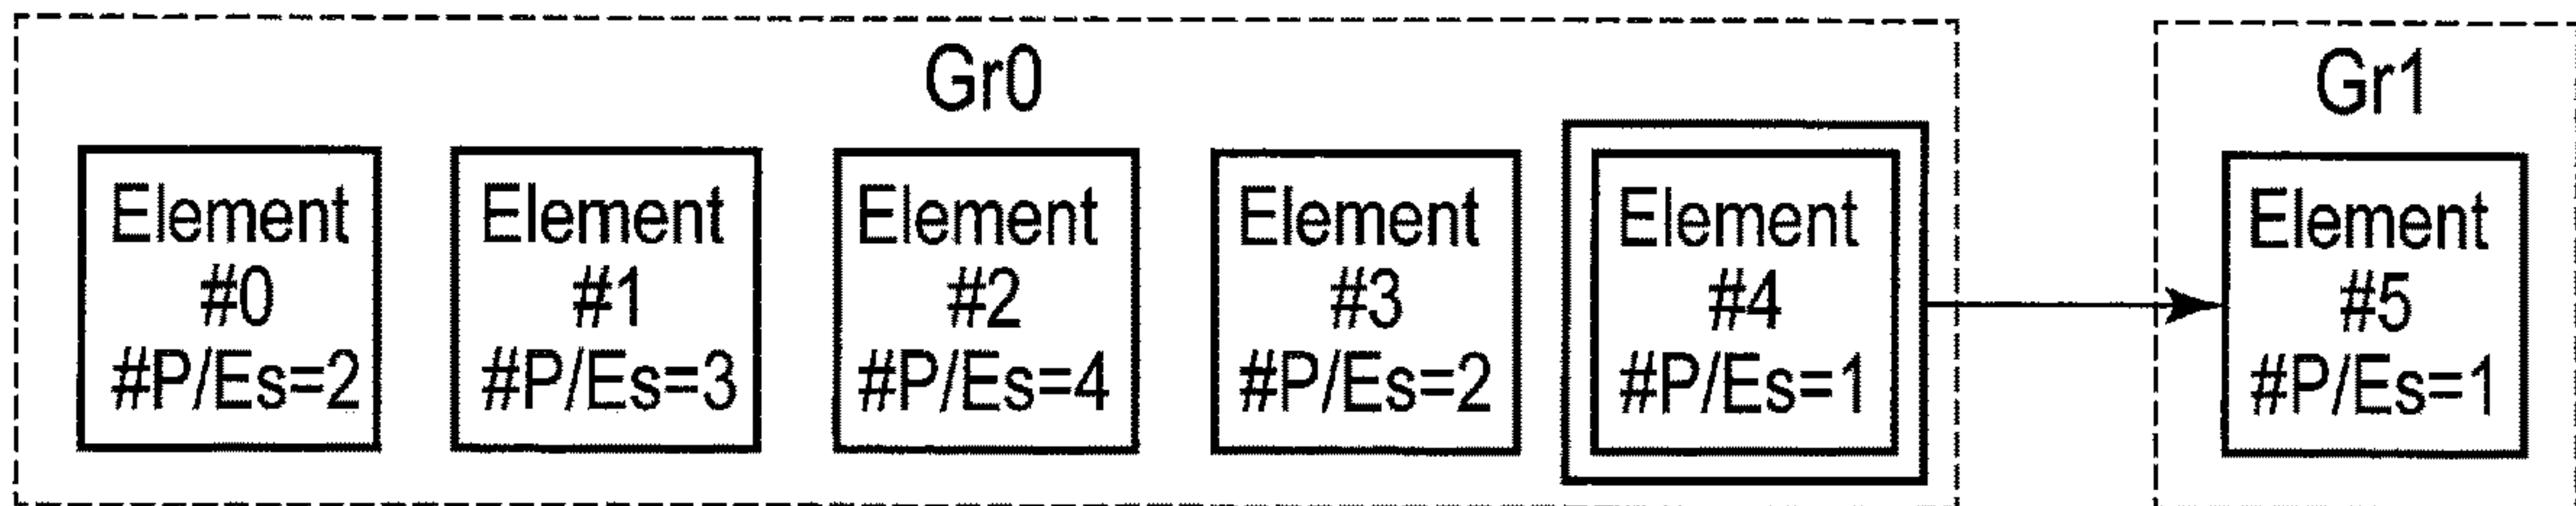 Gr0
Element
#0
#P/Es=2
Element
#1
#P/Es=3
Element
#2
#P/Es=4
Element
#3
#P/Es=2
Element
#4
#P/Es=1
Gr1
Element
#5
#P/Es=1